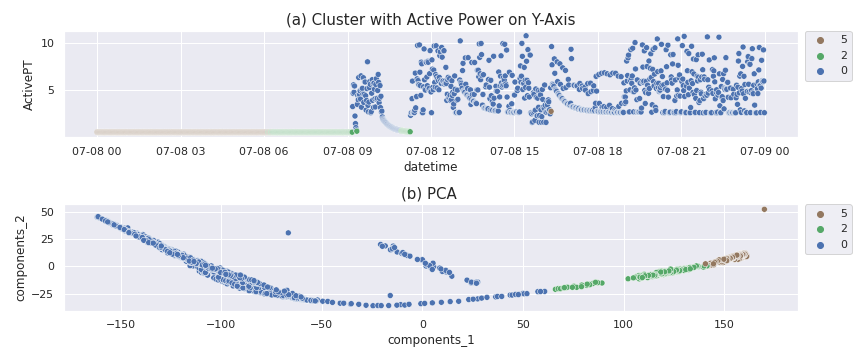 (a) Cluster with Active Power on Y-Axis
10
5
ActivePT
07-08 00 07-08 03 07-08 06 07-08 09 07-08 12 07-08 15 07-08 18 07-08 21 07-09 00
datetime
5
2
0
(b) PCA
50
25
0
−25
components_2
−150 −100 −50 0 50 100 150
components_1
5
2
0